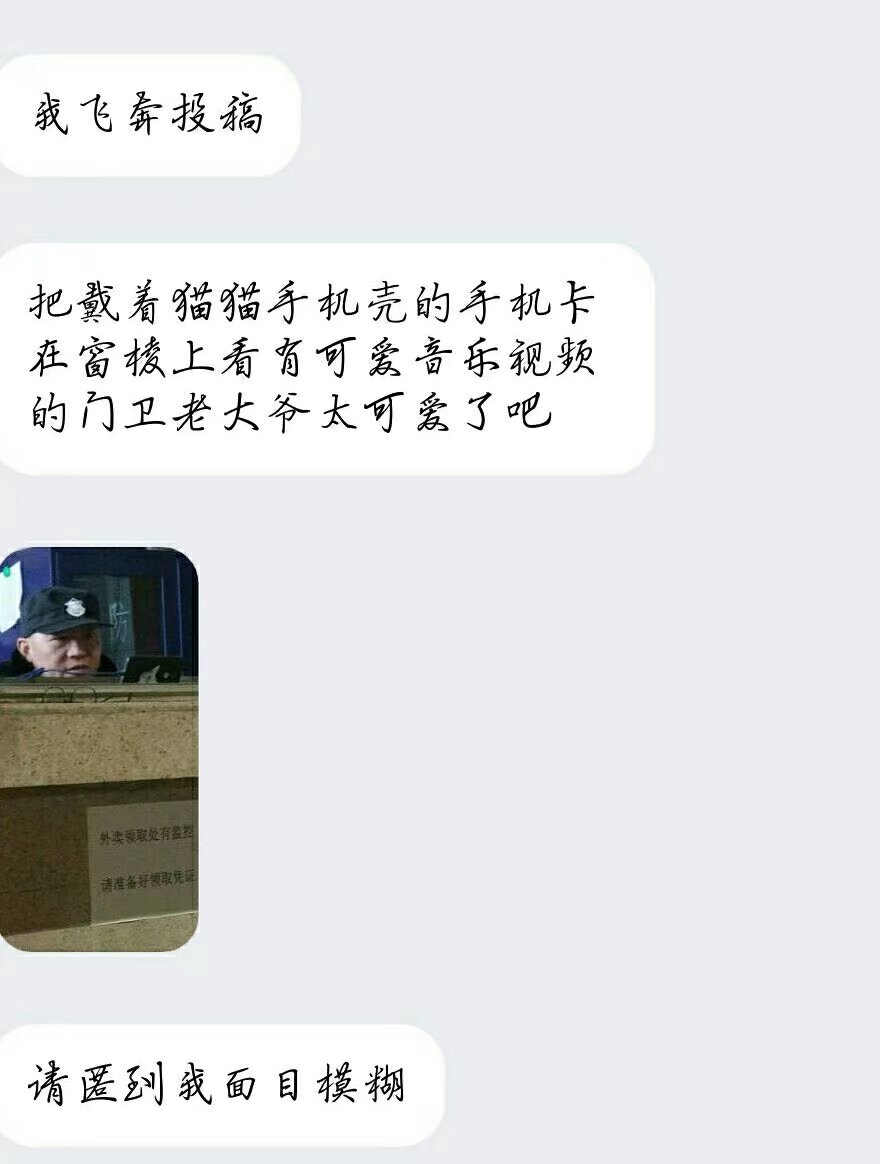 我飞奔投稿
把戴着猫猫手机壳的手机卡
在窗棱上看有可爱音乐视频
的门卫老大爷太可爱了吧
防
外卖领取处有监控
请准备好领取凭证
请匿到我面目模糊